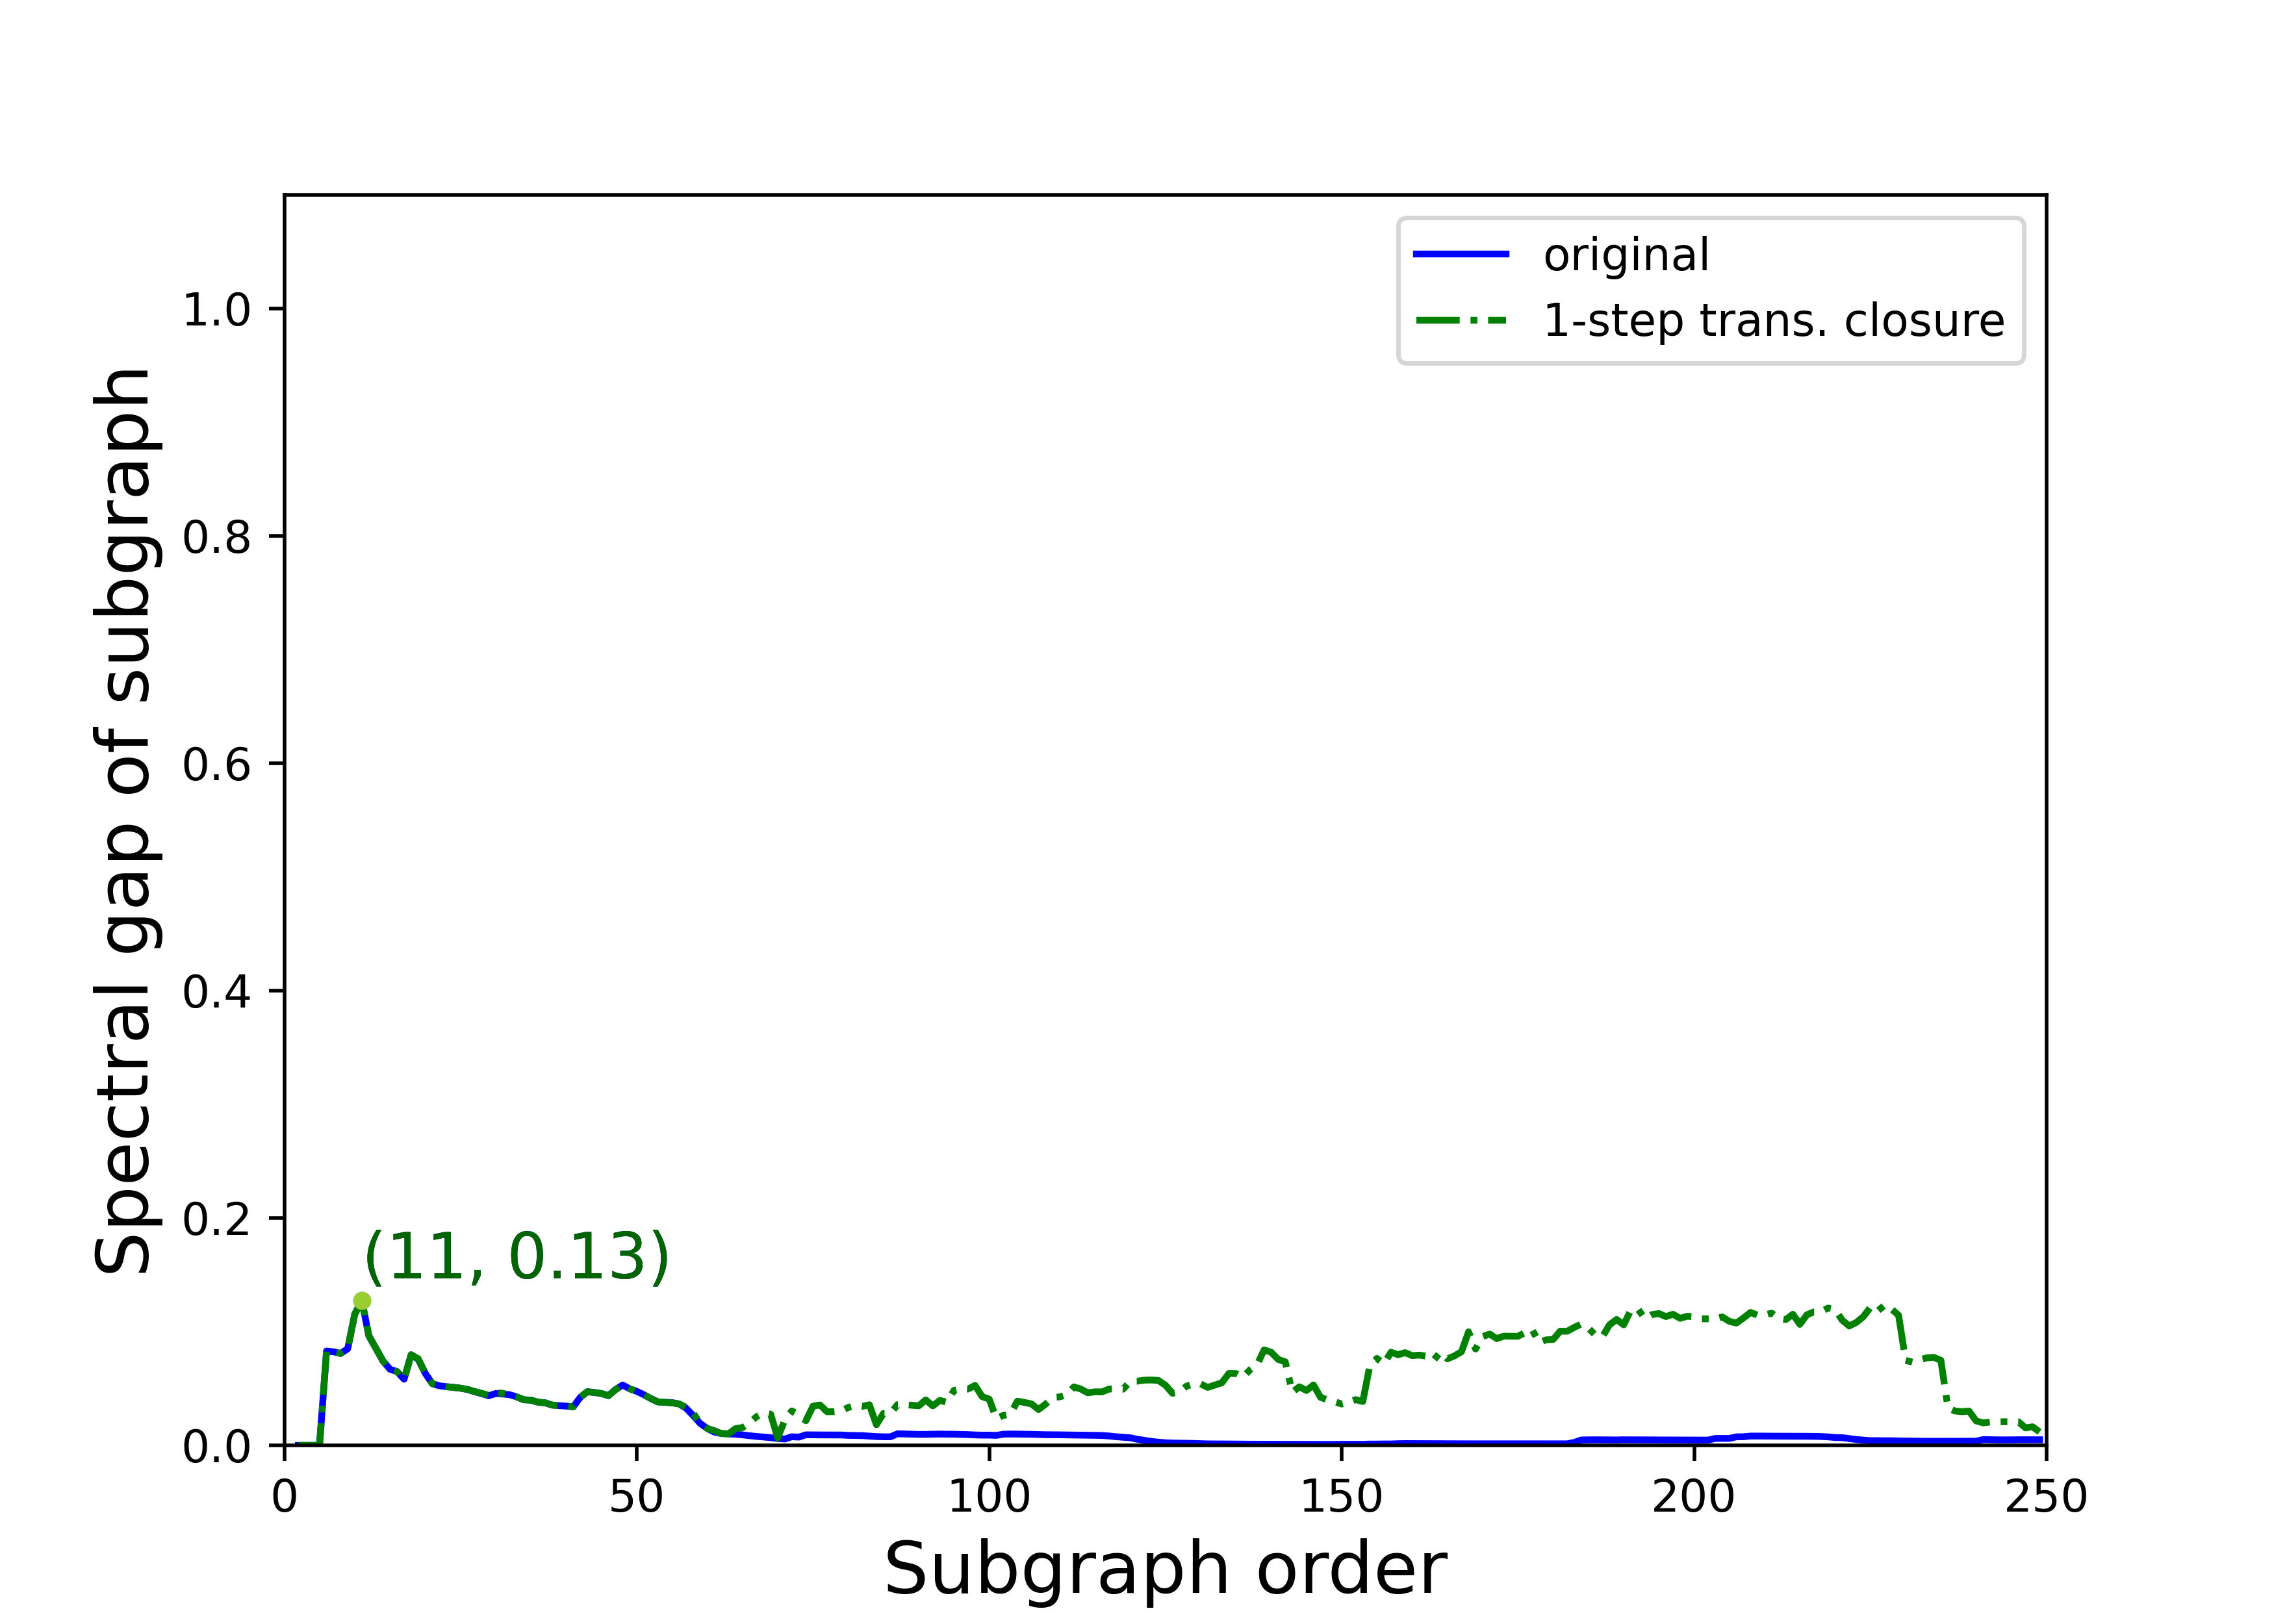 original
1-step trans. closure
Spectral gap of subgraph
1.0
0.8
0.6
0.4
0.2
0.0
(11, 0.13)
0 50 100 150 200 250
Subgraph order